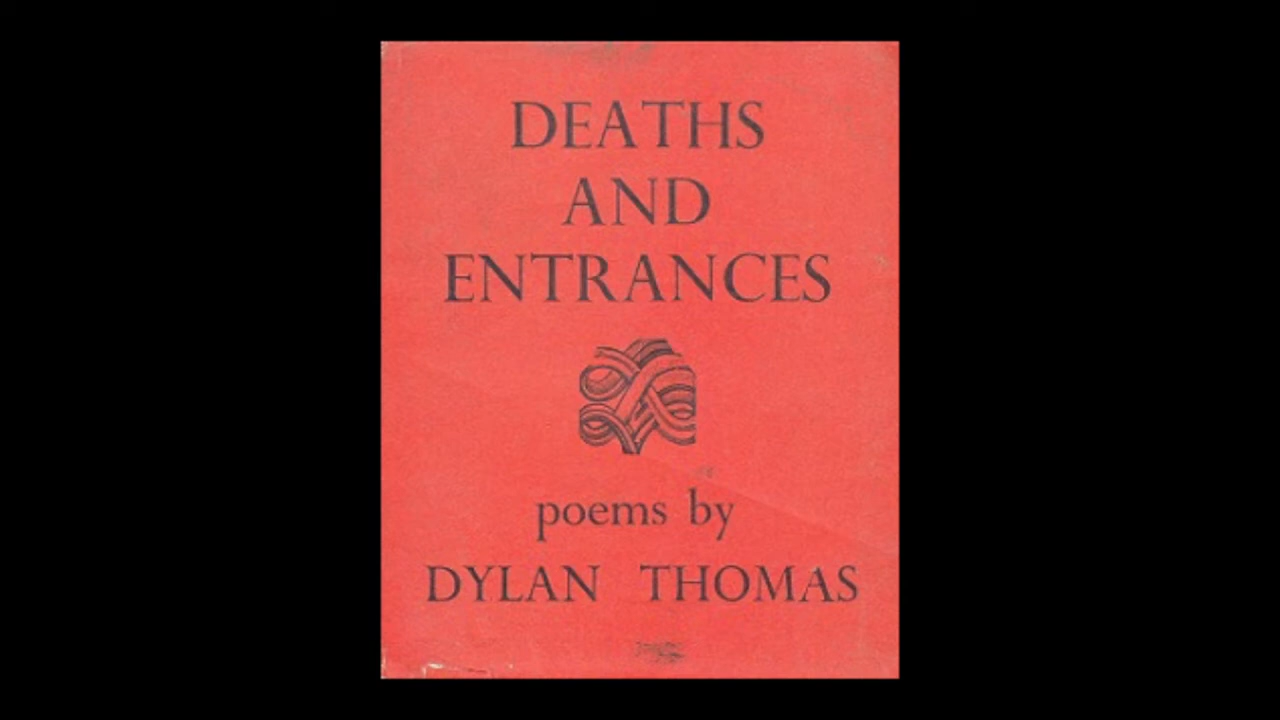 DEATHS
AND
ENTRANCES
poems by
DYLAN THOMAS